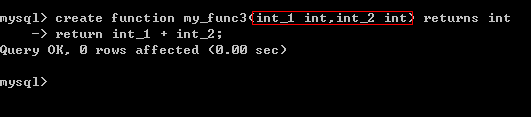 mysql> create function my_func3(int_1 int,int_2 int) returns int
    -> return int_1 + int_2;
Query OK, 0 rows affected (0.00 sec)
mysql>